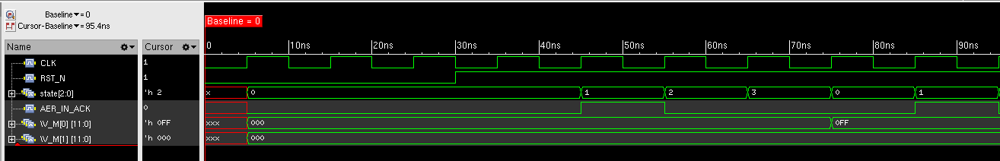 Baseline▼= 0
Cursor-Baseline▼= 95.4ns
Baseline = 0
Name Cursor 0 10ns 20ns 30ns 40ns 50ns 60ns 70ns 80ns 90ns
CLK 1
RST_N 1
state[2:0] 'h 2 x 0 1 2 3 0 1
AER_IN_ACK 0
\V_M[0] [11:0] 'h 0FF xxx 000 0FF
\V_M[1] [11:0] 'h 000 xxx 000